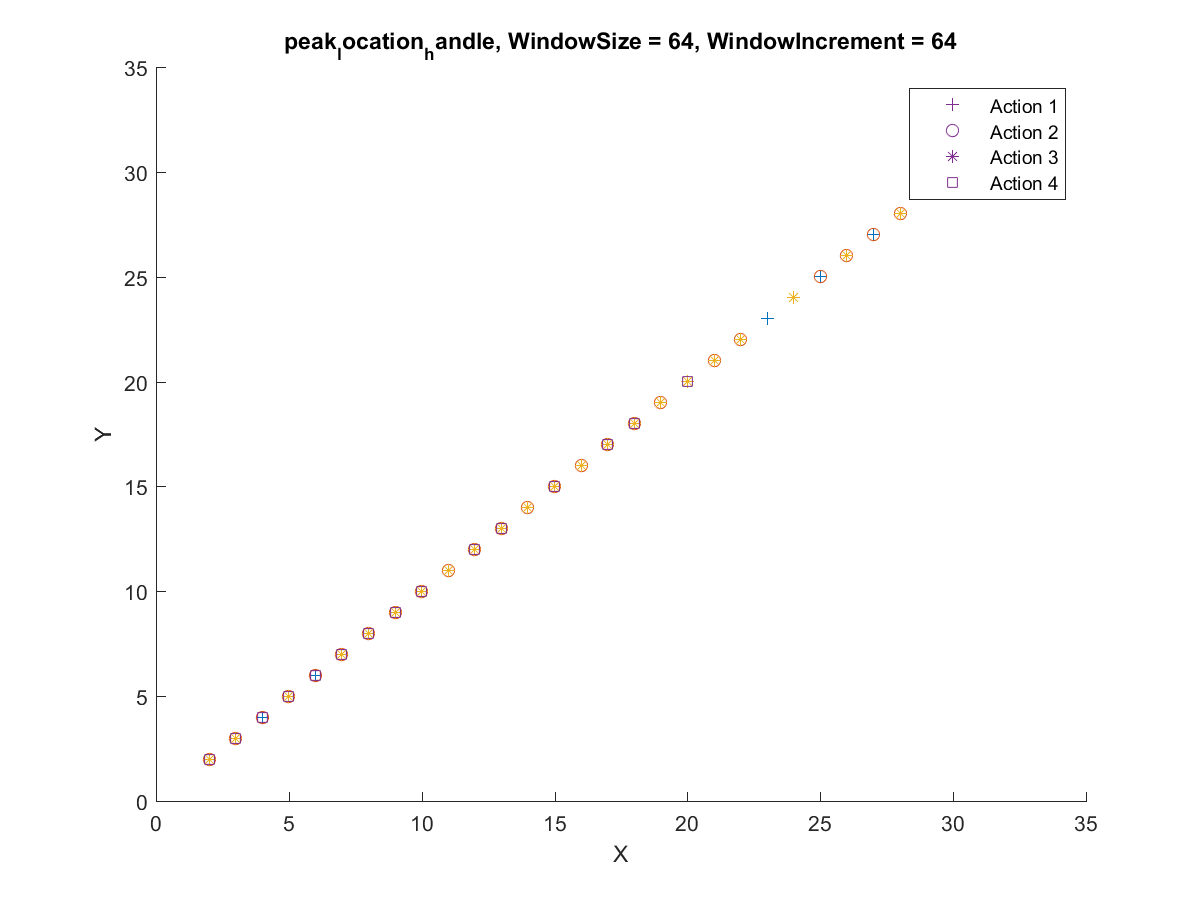 peak_location_handle, WindowSize = 64, WindowIncrement = 64
35
30
25
20
15
10
5
0
Y
Action 1
Action 2
Action 3
Action 4
0 5 10 15 20 25 30 35
X